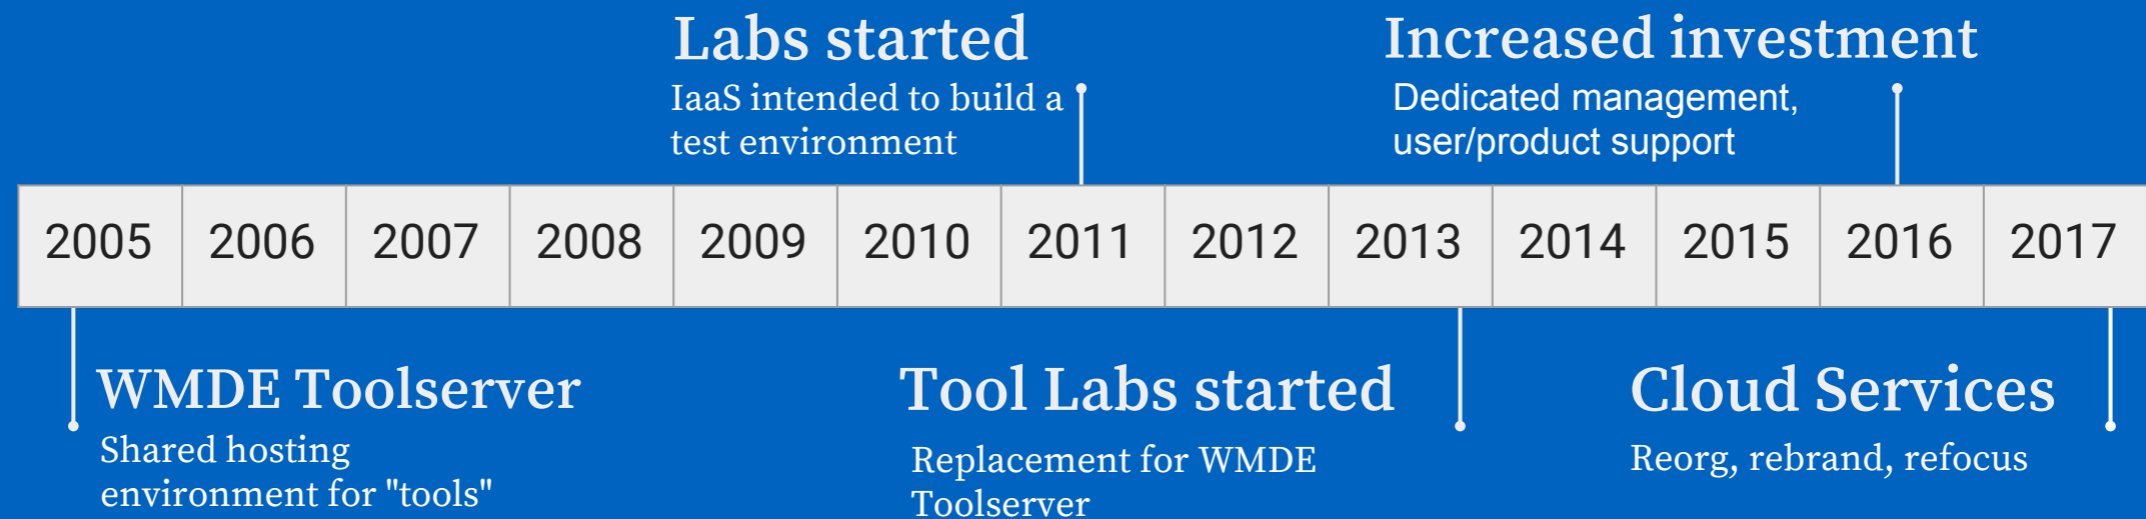 Labs started
IaaS intended to build a
test environment
Increased investment
Dedicated management,
user/product support
2005 2006 2007 2008 2009 2010 2011 2012 2013 2014 2015 2016 2017
WMDE Toolserver
Shared hosting
environment for "tools"
Tool Labs started
Replacement for WMDE
Toolserver
Cloud Services
Reorg, rebrand, refocus